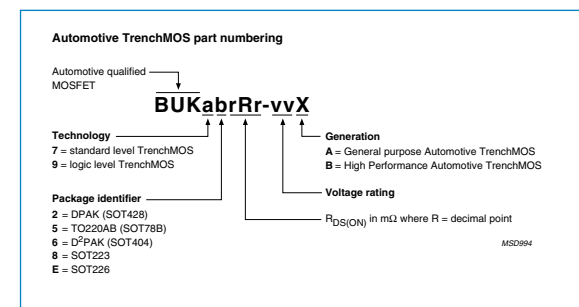 Automotive TrenchMOS part numbering
Automotive qualified
MOSFET
BUKabrRr-vvX
Technology
7 = standard level TrenchMOS
9 = logic level TrenchMOS
Package identifier
2 = DPAK (SOT428)
5 = TO220AB (SOT78B)
6 = D²PAK (SOT404)
8 = SOT223
E = SOT226
Generation
A = General purpose Automotive TrenchMOS
B = High Performance Automotive TrenchMOS
Voltage rating
RDS(ON) in mΩ where R = decimal point
MSD994